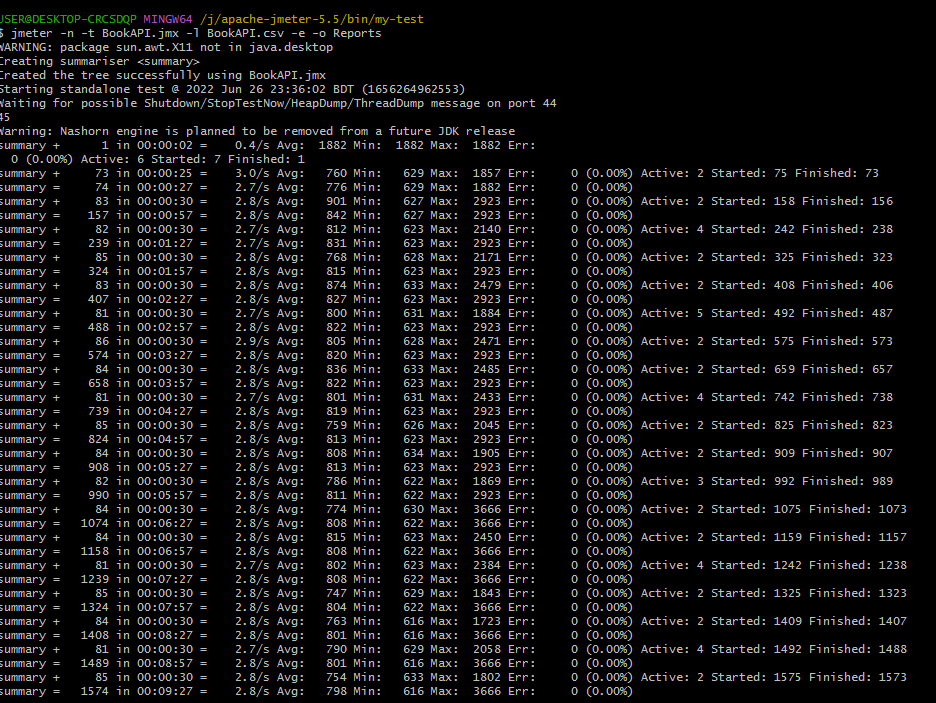 USER@DESKTOP-CRCSDQP MINGW64 /j/apache-jmeter-5.5/bin/my-test
$ jmeter -n -t BookAPI.jmx -l BookAPI.csv -e -o Reports
WARNING: package sun.awt.X11 not in java.desktop
Creating summariser <summary>
Created the tree successfully using BookAPI.jmx
Starting standalone test @ 2022 Jun 26 23:36:02 BDT (1656264962553)
Waiting for possible Shutdown/StopTestNow/HeapDump/ThreadDump message on port 44
45
Warning: Nashorn engine is planned to be removed from a future JDK release
summary +      1 in 00:00:02 =    0.4/s Avg:  1882 Min:  1882 Max:  1882 Err:
  0 (0.00%) Active: 6 Started: 7 Finished: 1
summary +     73 in 00:00:25 =    3.0/s Avg:   760 Min:   629 Max:  1857 Err:     0 (0.00%) Active: 2 Started: 75 Finished: 73
summary =     74 in 00:00:27 =    2.7/s Avg:   776 Min:   629 Max:  1882 Err:     0 (0.00%)
summary +     83 in 00:00:30 =    2.8/s Avg:   901 Min:   627 Max:  2923 Err:     0 (0.00%) Active: 2 Started: 158 Finished: 156
summary =    157 in 00:00:57 =    2.8/s Avg:   842 Min:   627 Max:  2923 Err:     0 (0.00%)
summary +     82 in 00:00:30 =    2.7/s Avg:   812 Min:   623 Max:  2140 Err:     0 (0.00%) Active: 4 Started: 242 Finished: 238
summary =    239 in 00:01:27 =    2.7/s Avg:   831 Min:   623 Max:  2923 Err:     0 (0.00%)
summary +     85 in 00:00:30 =    2.8/s Avg:   768 Min:   628 Max:  2171 Err:     0 (0.00%) Active: 2 Started: 325 Finished: 323
summary =    324 in 00:01:57 =    2.8/s Avg:   815 Min:   623 Max:  2923 Err:     0 (0.00%)
summary +     83 in 00:00:30 =    2.8/s Avg:   874 Min:   633 Max:  2479 Err:     0 (0.00%) Active: 2 Started: 408 Finished: 406
summary =    407 in 00:02:27 =    2.8/s Avg:   827 Min:   623 Max:  2923 Err:     0 (0.00%)
summary +     81 in 00:00:30 =    2.7/s Avg:   800 Min:   631 Max:  1884 Err:     0 (0.00%) Active: 5 Started: 492 Finished: 487
summary =    488 in 00:02:57 =    2.8/s Avg:   822 Min:   623 Max:  2923 Err:     0 (0.00%)
summary +     86 in 00:00:30 =    2.9/s Avg:   805 Min:   628 Max:  2471 Err:     0 (0.00%) Active: 2 Started: 575 Finished: 573
summary =    574 in 00:03:27 =    2.8/s Avg:   820 Min:   623 Max:  2923 Err:     0 (0.00%)
summary +     84 in 00:00:30 =    2.8/s Avg:   836 Min:   633 Max:  2485 Err:     0 (0.00%) Active: 2 Started: 659 Finished: 657
summary =    658 in 00:03:57 =    2.8/s Avg:   822 Min:   623 Max:  2923 Err:     0 (0.00%)
summary +     81 in 00:00:30 =    2.7/s Avg:   801 Min:   631 Max:  2433 Err:     0 (0.00%) Active: 4 Started: 742 Finished: 738
summary =    739 in 00:04:27 =    2.8/s Avg:   819 Min:   623 Max:  2923 Err:     0 (0.00%)
summary +     85 in 00:00:30 =    2.8/s Avg:   759 Min:   626 Max:  2045 Err:     0 (0.00%) Active: 2 Started: 825 Finished: 823
summary =    824 in 00:04:57 =    2.8/s Avg:   813 Min:   623 Max:  2923 Err:     0 (0.00%)
summary +     84 in 00:00:30 =    2.8/s Avg:   808 Min:   634 Max:  1905 Err:     0 (0.00%) Active: 2 Started: 909 Finished: 907
summary =    908 in 00:05:27 =    2.8/s Avg:   813 Min:   623 Max:  2923 Err:     0 (0.00%)
summary +     82 in 00:00:30 =    2.8/s Avg:   786 Min:   622 Max:  1869 Err:     0 (0.00%) Active: 3 Started: 992 Finished: 989
summary =    990 in 00:05:57 =    2.8/s Avg:   811 Min:   622 Max:  2923 Err:     0 (0.00%)
summary +     84 in 00:00:30 =    2.8/s Avg:   774 Min:   630 Max:  3666 Err:     0 (0.00%) Active: 2 Started: 1075 Finished: 1073
summary =   1074 in 00:06:27 =    2.8/s Avg:   808 Min:   622 Max:  3666 Err:     0 (0.00%)
summary +     84 in 00:00:30 =    2.8/s Avg:   815 Min:   623 Max:  2450 Err:     0 (0.00%) Active: 2 Started: 1159 Finished: 1157
summary =   1158 in 00:06:57 =    2.8/s Avg:   808 Min:   622 Max:  3666 Err:     0 (0.00%)
summary +     81 in 00:00:30 =    2.7/s Avg:   802 Min:   623 Max:  2384 Err:     0 (0.00%) Active: 4 Started: 1242 Finished: 1238
summary =   1239 in 00:07:27 =    2.8/s Avg:   808 Min:   622 Max:  3666 Err:     0 (0.00%)
summary +     85 in 00:00:30 =    2.8/s Avg:   747 Min:   629 Max:  1843 Err:     0 (0.00%) Active: 2 Started: 1325 Finished: 1323
summary =   1324 in 00:07:57 =    2.8/s Avg:   804 Min:   622 Max:  3666 Err:     0 (0.00%)
summary +     84 in 00:00:30 =    2.8/s Avg:   763 Min:   616 Max:  1723 Err:     0 (0.00%) Active: 2 Started: 1409 Finished: 1407
summary =   1408 in 00:08:27 =    2.8/s Avg:   801 Min:   616 Max:  3666 Err:     0 (0.00%)
summary +     81 in 00:00:30 =    2.7/s Avg:   790 Min:   629 Max:  2058 Err:     0 (0.00%) Active: 4 Started: 1492 Finished: 1488
summary =   1489 in 00:08:57 =    2.8/s Avg:   801 Min:   616 Max:  3666 Err:     0 (0.00%)
summary +     85 in 00:00:30 =    2.8/s Avg:   754 Min:   633 Max:  1802 Err:     0 (0.00%) Active: 2 Started: 1575 Finished: 1573
summary =   1574 in 00:09:27 =    2.8/s Avg:   798 Min:   616 Max:  3666 Err:     0 (0.00%)